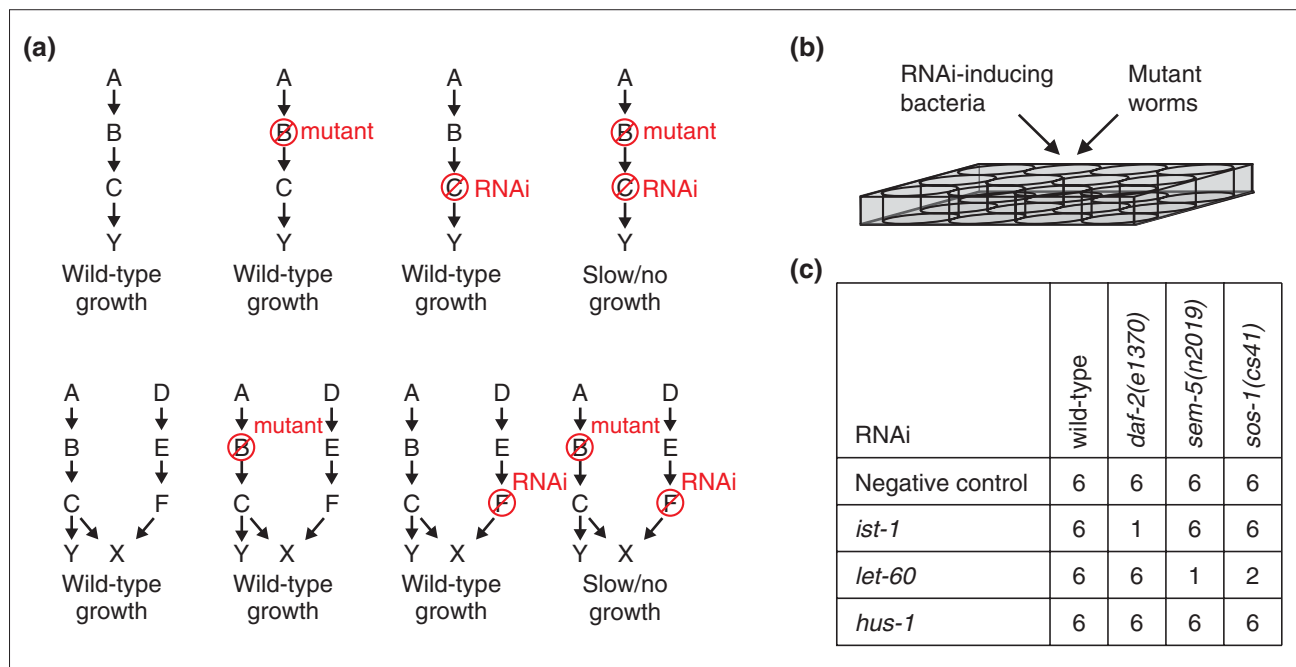 (a)
A A A A
B B mutant B B mutant
C C C RNAi C RNAi
Y Y Y Y
Wild-type Wild-type Wild-type Slow/no
growth growth growth growth
A D A D A D A D
mutant mutant
B E B E B E B E
RNAi RNAi
C F C F C F C F
Y X Y X Y X Y X
Wild-type Wild-type Wild-type Slow/no
growth growth growth growth
(b)
RNAi-inducing Mutant
bacteria worms
(c)
RNAi wild-type daf-2(e1370) sem-5(n2019) sos-1(cs41)
Negative control 6 6 6 6
ist-1 6 1 6 6
let-60 6 6 1 2
hus-1 6 6 6 6